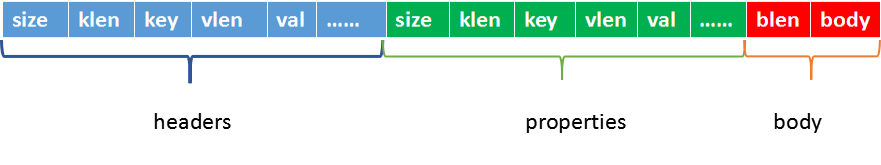 size klen key vlen val ...... size klen key vlen val ...... blen body
headers properties body